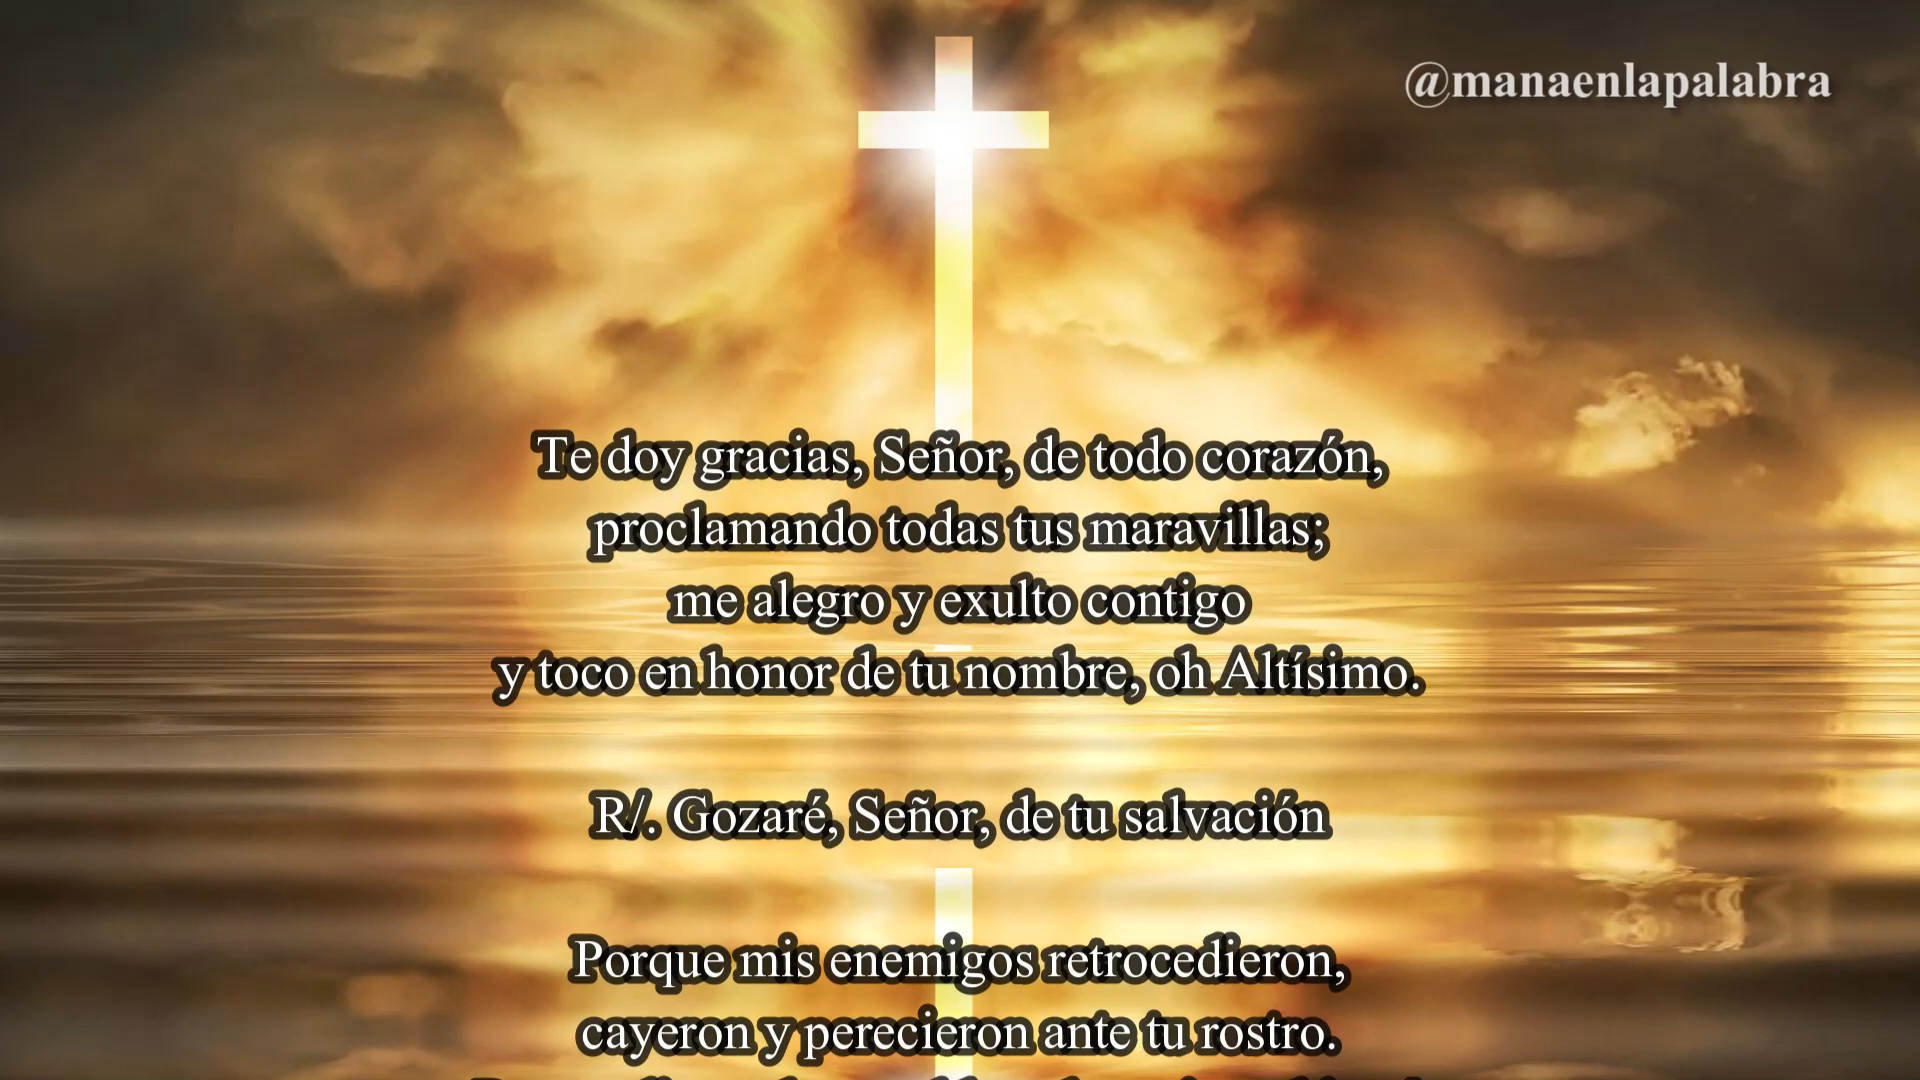 @manaenlapalabra
Te doy gracias, Señor, de todo corazón,
proclamando todas tus maravillas;
me alegro y exulto contigo
y toco en honor de tu nombre, oh Altísimo.
R/. Gozaré, Señor, de tu salvación
Porque mis enemigos retrocedieron,
cayeron y perecieron ante tu rostro.